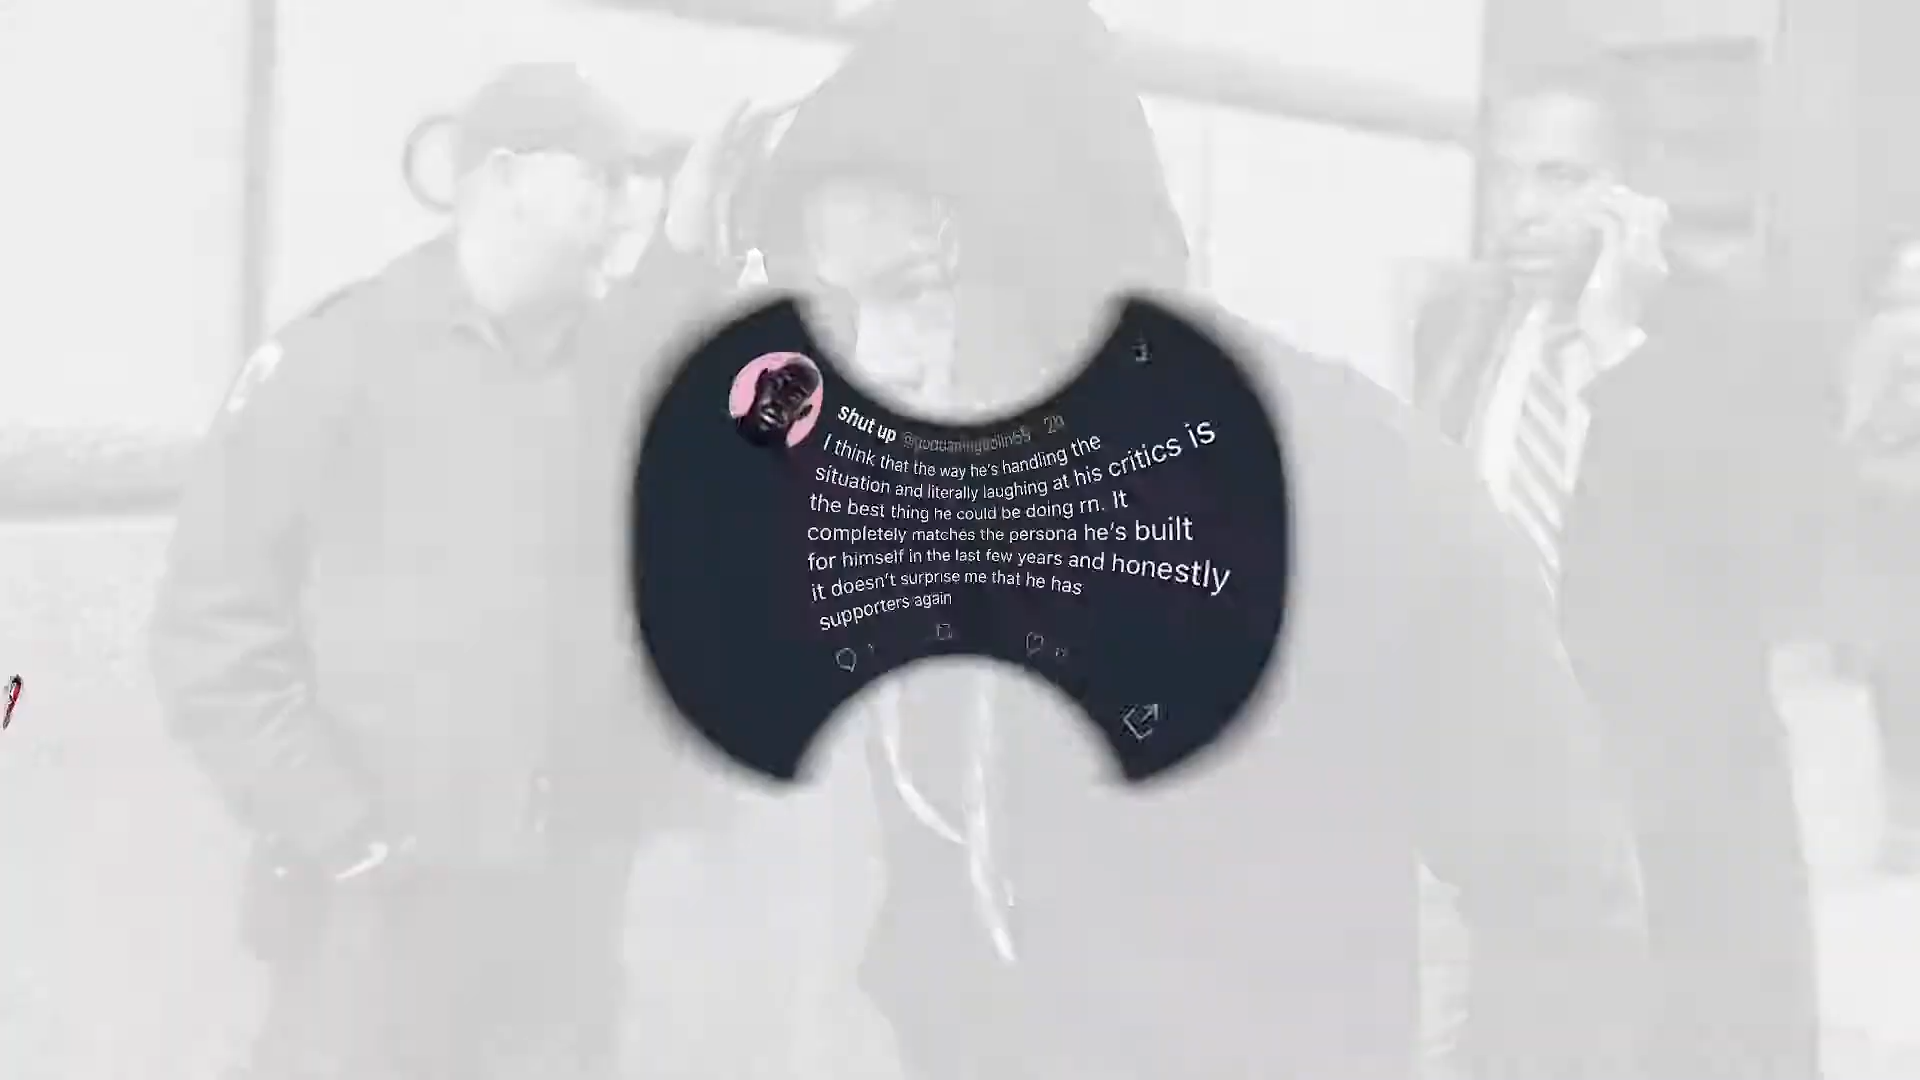 shut up
I think that the way he's handling the
situation and literally laughing at his critics is
the best thing he could be doing rn. It
completely matches the persona he's built
for himself in the last few years and honestly
it doesn't surprise me that he has
supporters again